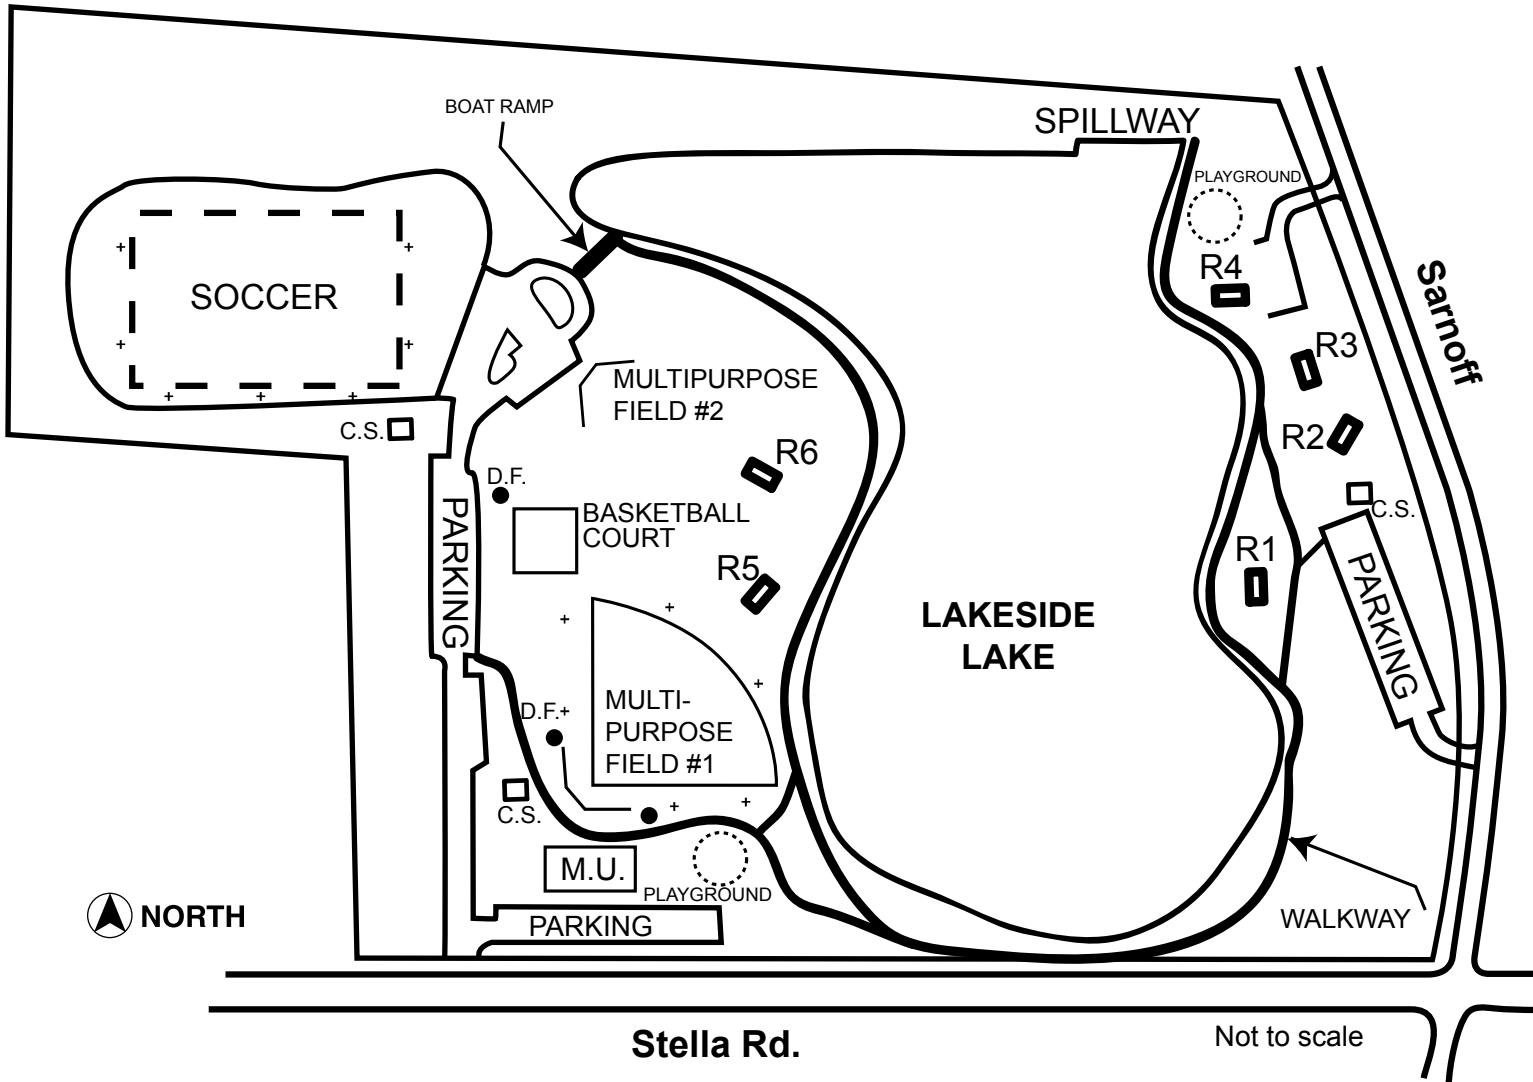 BOAT RAMP
SPILLWAY
PLAYGROUND
SOCCER
R4
Sarnoff
R3
MULTIPURPOSE
FIELD #2
C.S.
R2
R6
D.F.
PARKING
BASKETBALL
COURT
C.S.
R1
R5
PARKING
LAKESIDE
LAKE
MULTI-
PURPOSE
FIELD #1
D.F.
C.S.
M.U.
PLAYGROUND
NORTH
PARKING
WALKWAY
Stella Rd.
Not to scale